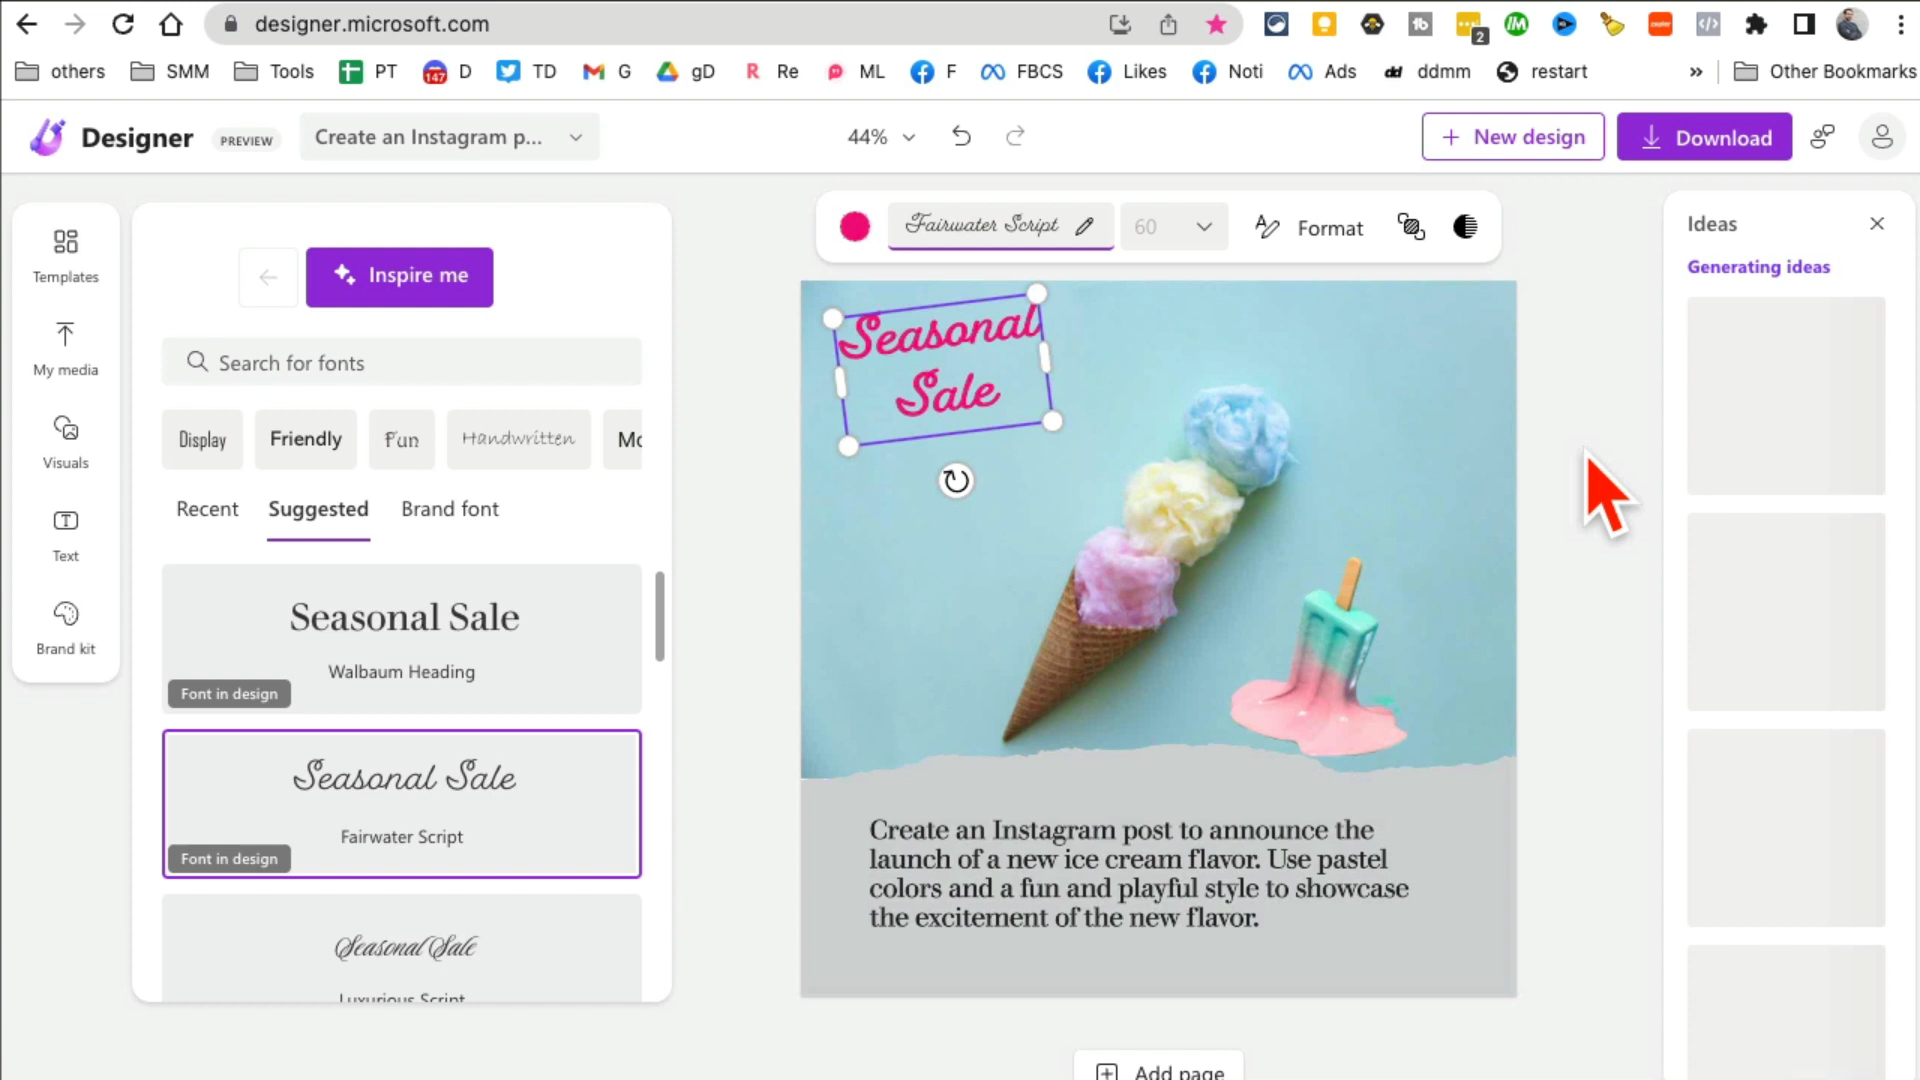 designer.microsoft.com
2
others
SMM
Tools
PT
147
D
TD
G
gD
Re
ML
F
FBCS
Likes
Noti
Ads
ddmm
restart
»
Other Bookmarks
Designer
PREVIEW
Create an Instagram p...
44%
+ New design
Download
Templates
My media
Visuals
Text
Brand kit
Inspire me
Search for fonts
Display
Friendly
Fun
Handwritten
Mo
Recent
Suggested
Brand font
Seasonal Sale
Walbaum Heading
Font in design
Seasonal Sale
Fairwater Script
Font in design
Seasonal Sale
Luxurious Script
Fairwater Script
60
Format
Seasonal
Sale
Create an Instagram post to announce the
launch of a new ice cream flavor. Use pastel
colors and a fun and playful style to showcase
the excitement of the new flavor.
Add page
Ideas
Generating ideas